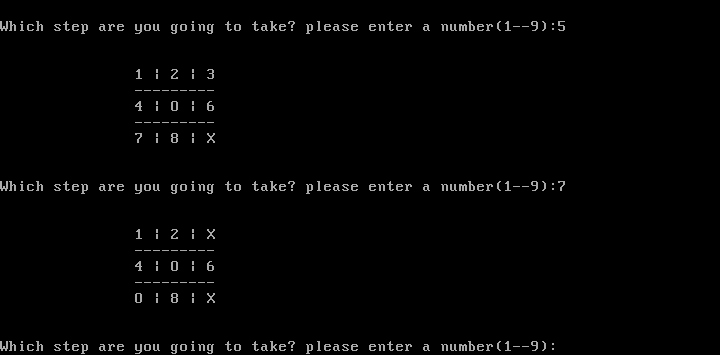 Which step are you going to take? please enter a number(1--9):5
1 ¦ 2 ¦ 3
---------
4 ¦ O ¦ 6
---------
7 ¦ 8 ¦ X
Which step are you going to take? please enter a number(1--9):7
1 ¦ 2 ¦ X
---------
4 ¦ O ¦ 6
---------
O ¦ 8 ¦ X
Which step are you going to take? please enter a number(1--9):